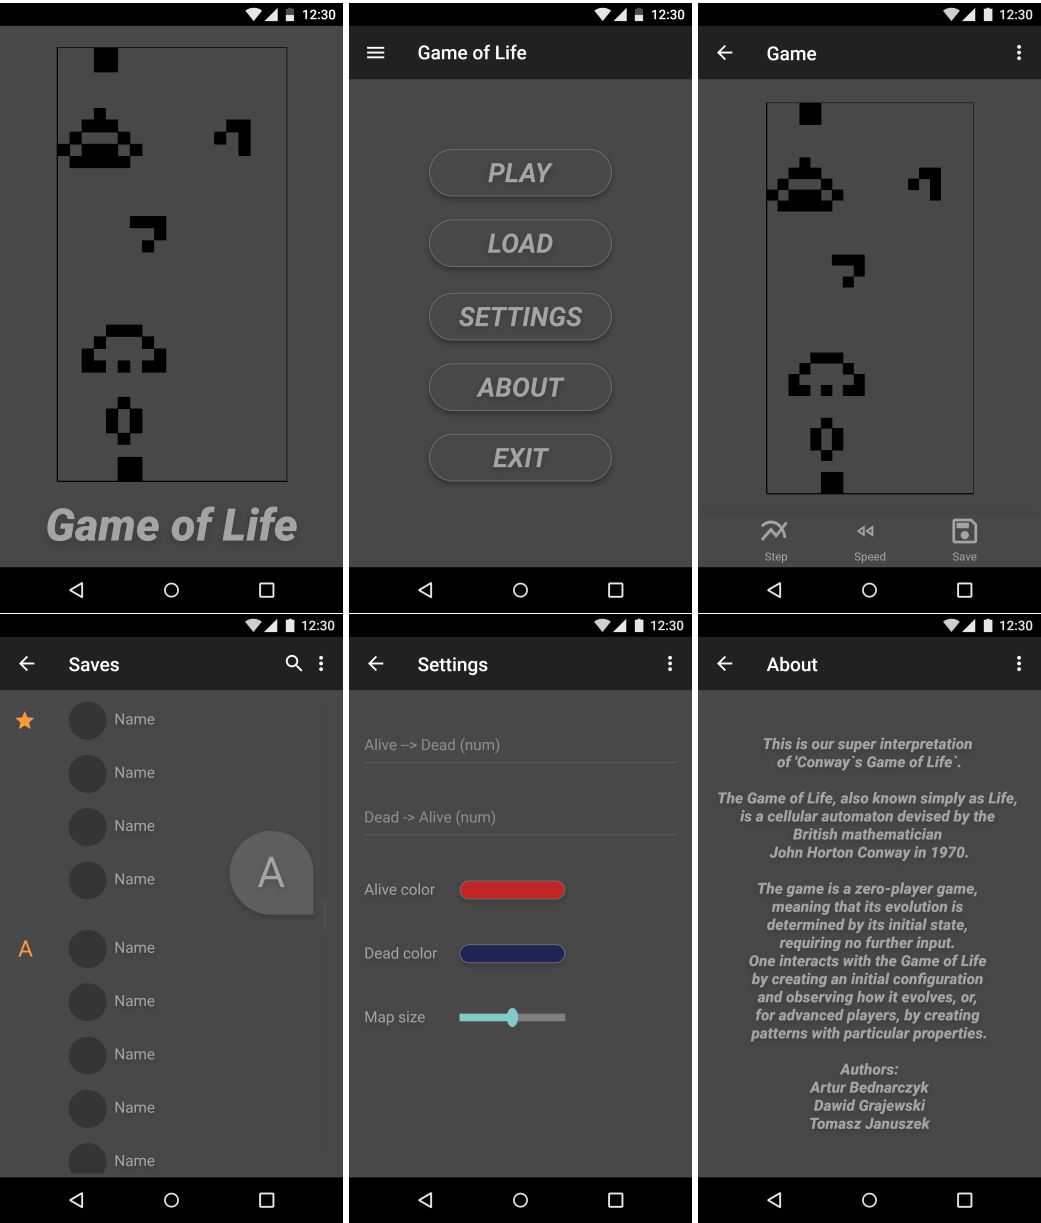 12:30
Game of Life
12:30
Game of Life
PLAY
LOAD
SETTINGS
ABOUT
EXIT
12:30
Game
Step Speed Save
12:30
Saves
Name
Name
Name
Name
A
A Name
Name
Name
Name
Name
12:30
Settings
Alive --> Dead (num)
Dead -> Alive (num)
Alive color
Dead color
Map size
12:30
About
This is our super interpretation
of 'Conway`s Game of Life`.
The Game of Life, also known simply as Life,
is a cellular automaton devised by the
British mathematician
John Horton Conway in 1970.
The game is a zero-player game,
meaning that its evolution is
determined by its initial state,
requiring no further input.
One interacts with the Game of Life
by creating an initial configuration
and observing how it evolves, or,
for advanced players, by creating
patterns with particular properties.
Authors:
Artur Bednarczyk
Dawid Grajewski
Tomasz Januszek